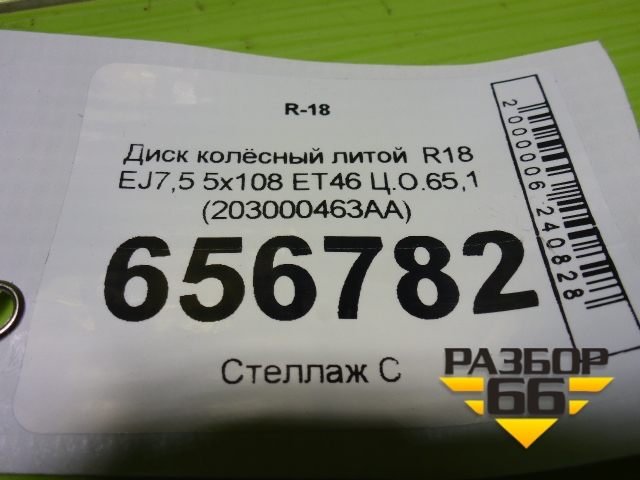 R-18
Диск колёсный литой R18
EJ7,5 5x108 ET46 Ц.О.65,1
(203000463AA)
656782
Стеллаж С
2000006240828
РАЗБОР
66